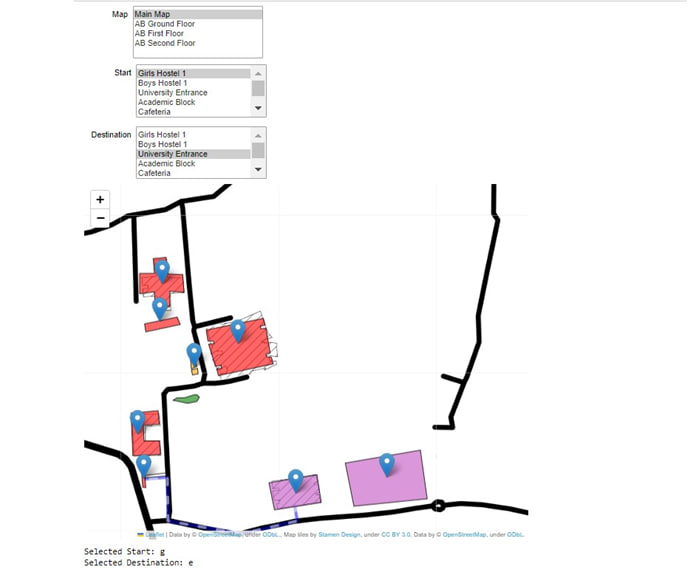 Map
Main Map
AB Ground Floor
AB First Floor
AB Second Floor
Start
Girls Hostel 1
Boys Hostel 1
University Entrance
Academic Block
Cafeteria
Destination
Girls Hostel 1
Boys Hostel 1
University Entrance
Academic Block
Cafeteria
+
−
Leaflet | Data by © OpenStreetMap, under ODbL., Map tiles by Stamen Design, under CC BY 3.0. Data by © OpenStreetMap, under ODbL.
Selected Start: g
Selected Destination: e